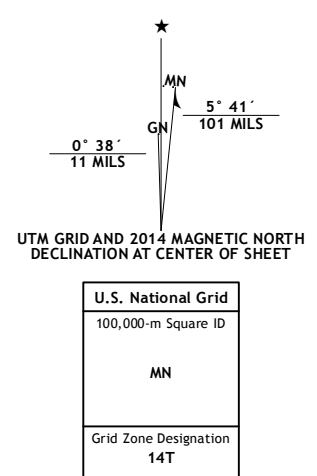 MN
GN
5° 41´
101 MILS
0° 38´
11 MILS
UTM GRID AND 2014 MAGNETIC NORTH
DECLINATION AT CENTER OF SHEET
U.S. National Grid
100,000-m Square ID
MN
Grid Zone Designation
14T